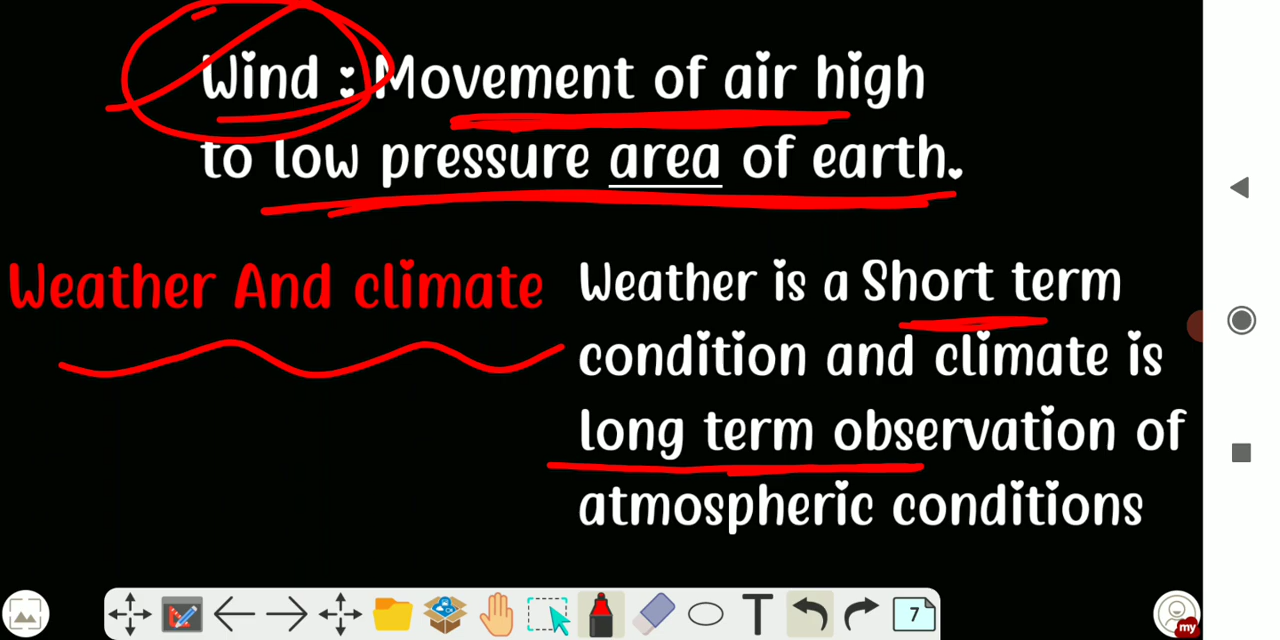 Wind : Movement of air high
to low pressure area of earth.
Weather And climate
Weather is a Short term
condition and climate is
long term observation of
atmospheric conditions
T
7
my